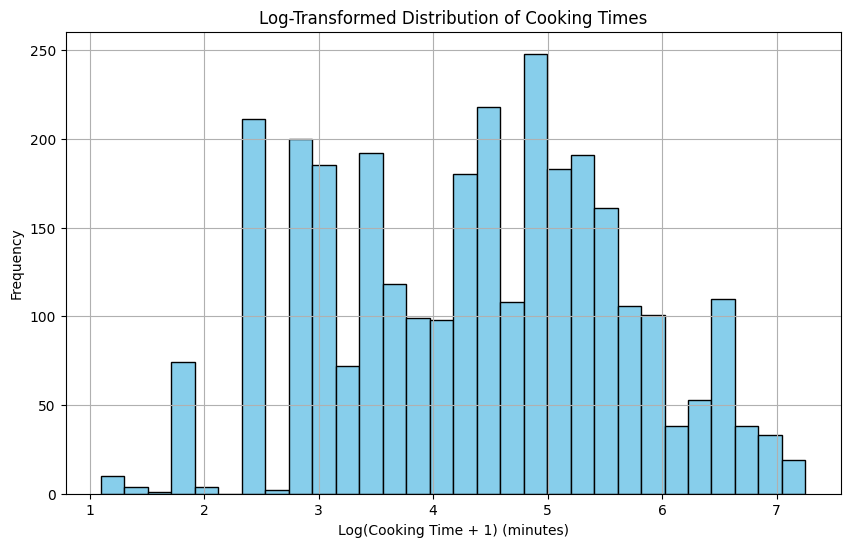 Log-Transformed Distribution of Cooking Times
250
200
150
100
50
0
Frequency
1 2 3 4 5 6 7
Log(Cooking Time + 1) (minutes)